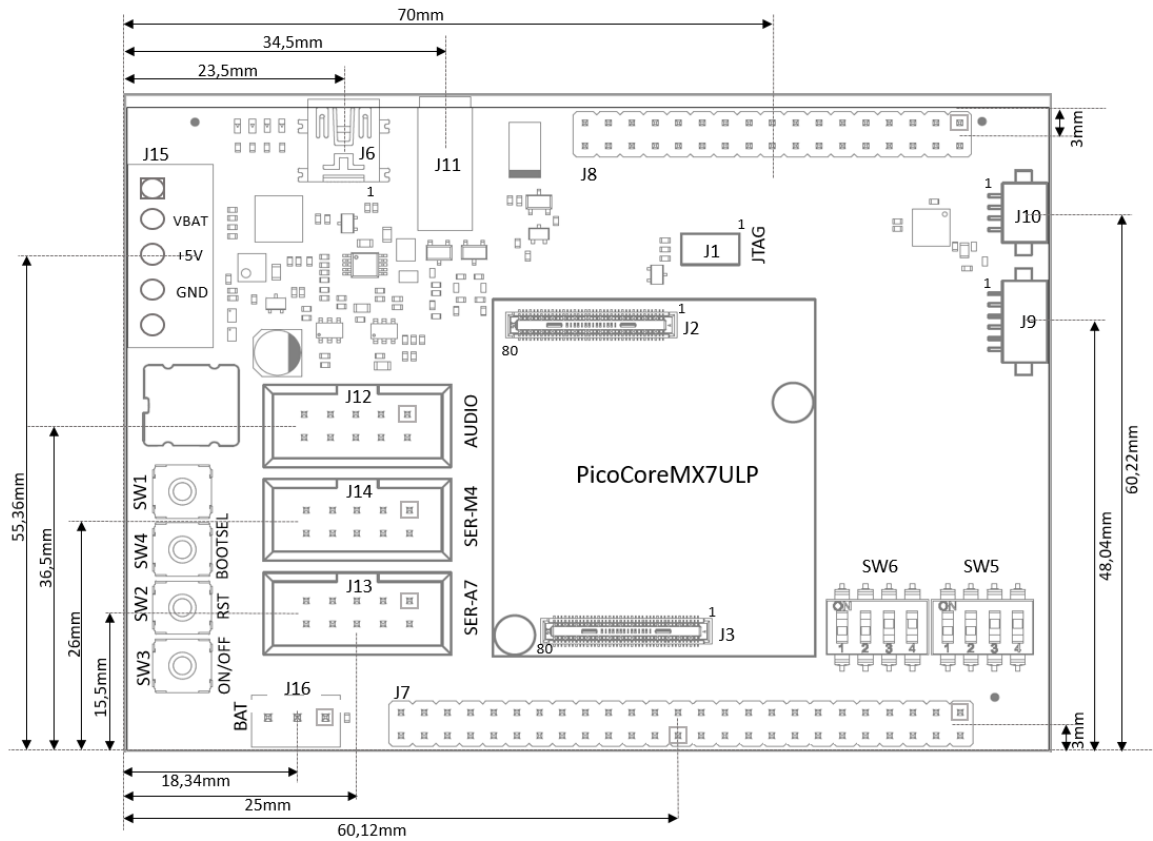 70mm
34,5mm
23,5mm
J15
J6
J11
J8
3mm
1
VBAT
+5V
GND
J1
1
JTAG
1
J10
1
J9
1
J2
80
J12
AUDIO
PicoCoreMX7ULP
J14
SER-M4
J13
SER-A7
SW1
SW4
BOOTSEL
SW2
RST
SW3
ON/OFF
1
J3
80
SW6
SW5
ON
1 2 3 4
ON
1 2 3 4
BAT
J16
J7
55,36mm
36,5mm
26mm
15,5mm
60,22mm
48,04mm
3mm
18,34mm
25mm
60,12mm